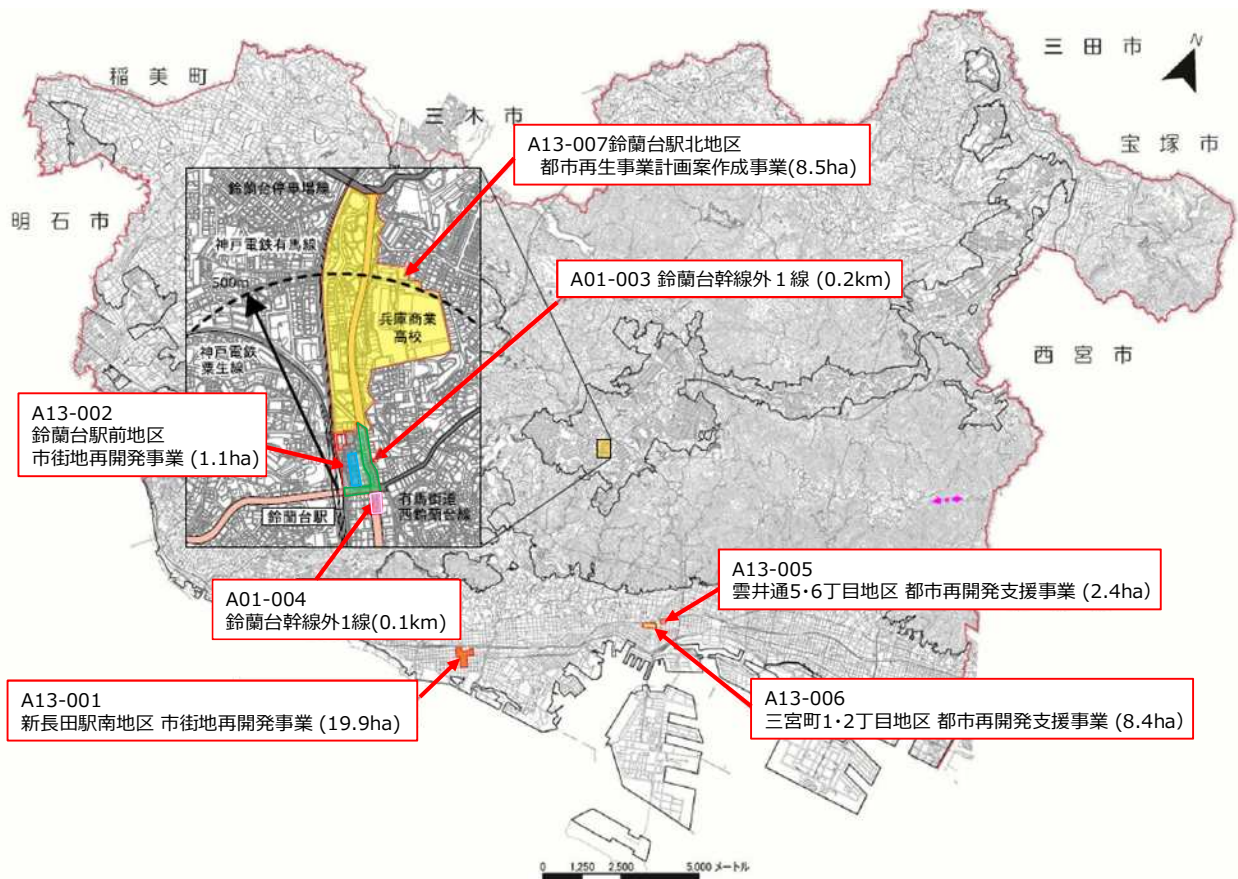 稲美町
三木市
三田市
N
宝塚市
明石市
西宮市
A13-007鈴蘭台駅北地区
都市再生事業計画案作成事業(8.5ha)
A01-003 鈴蘭台幹線外１線 (0.2km)
鈴蘭台停車場線
神戸電鉄有馬線
500m
兵庫商業
高校
神戸電鉄
粟生線
A13-002
鈴蘭台駅前地区
市街地再開発事業 (1.1ha)
鈴蘭台駅
有馬街道
西鈴蘭台線
A01-004
鈴蘭台幹線外1線(0.1km)
A13-005
雲井通5・6丁目地区 都市再開発支援事業 (2.4ha)
A13-001
新長田駅南地区 市街地再開発事業 (19.9ha)
A13-006
三宮町1・2丁目地区 都市再開発支援事業 (8.4ha)
0 1,250 2,500 5,000 メートル